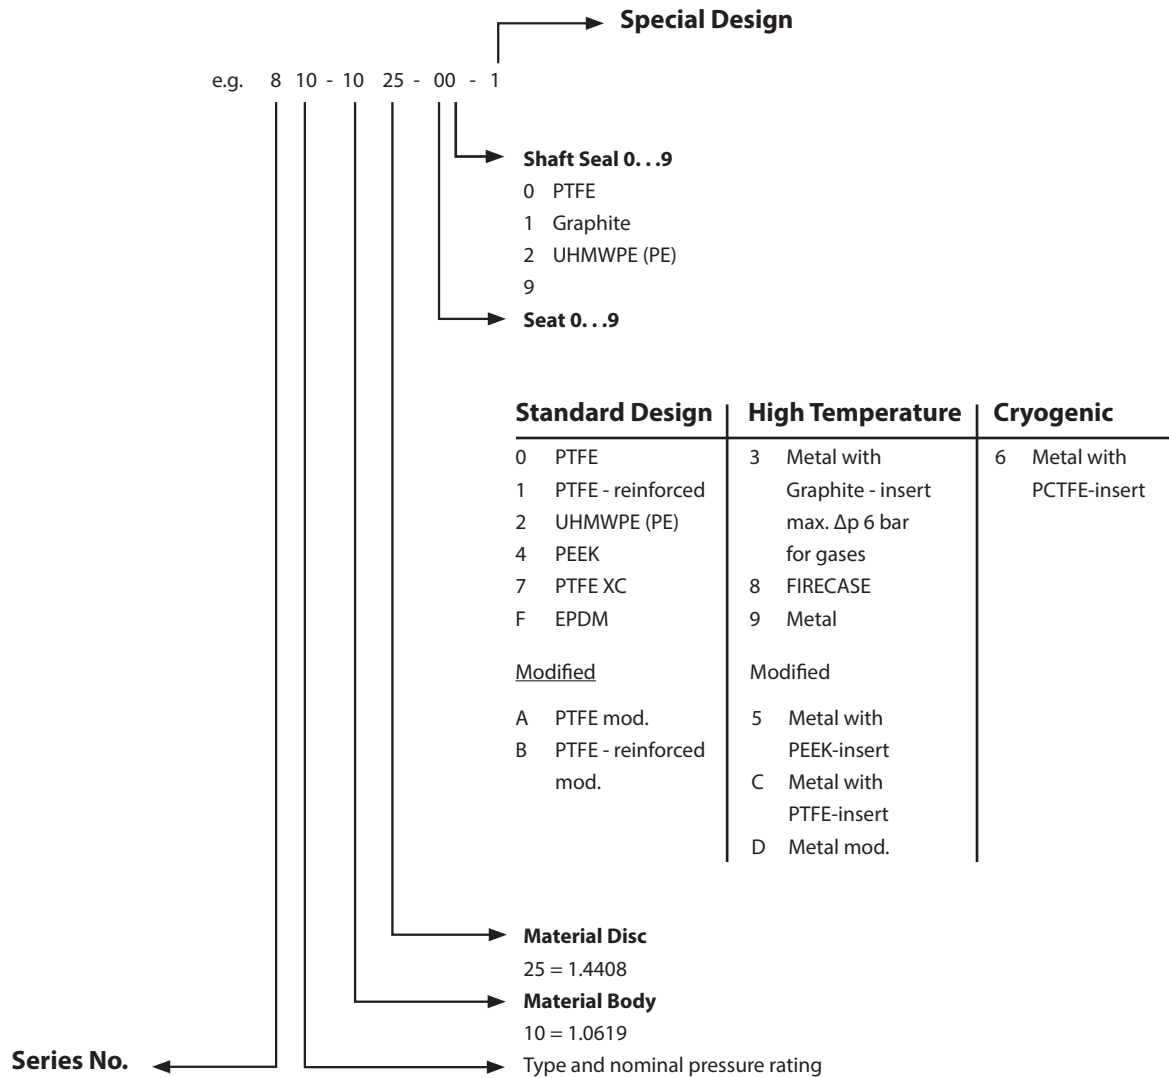 Special Design
e.g. 8 10 - 10 25 - 00 - 1
Shaft Seal 0. . .9
0 PTFE
1 Graphite
2 UHMWPE (PE)
9
Seat 0. . .9
Standard Design High Temperature Cryogenic
0 PTFE 3 Metal with 6 Metal with
1 PTFE - reinforced Graphite - insert PCTFE-insert
2 UHMWPE (PE) max. Δp 6 bar
4 PEEK for gases
7 PTFE XC 8 FIRECASE
F EPDM 9 Metal
Modified Modified
A PTFE mod. 5 Metal with
B PTFE - reinforced PEEK-insert
mod. C Metal with
PTFE-insert
D Metal mod.
Material Disc
25 = 1.4408
Material Body
10 = 1.0619
Series No. Type and nominal pressure rating